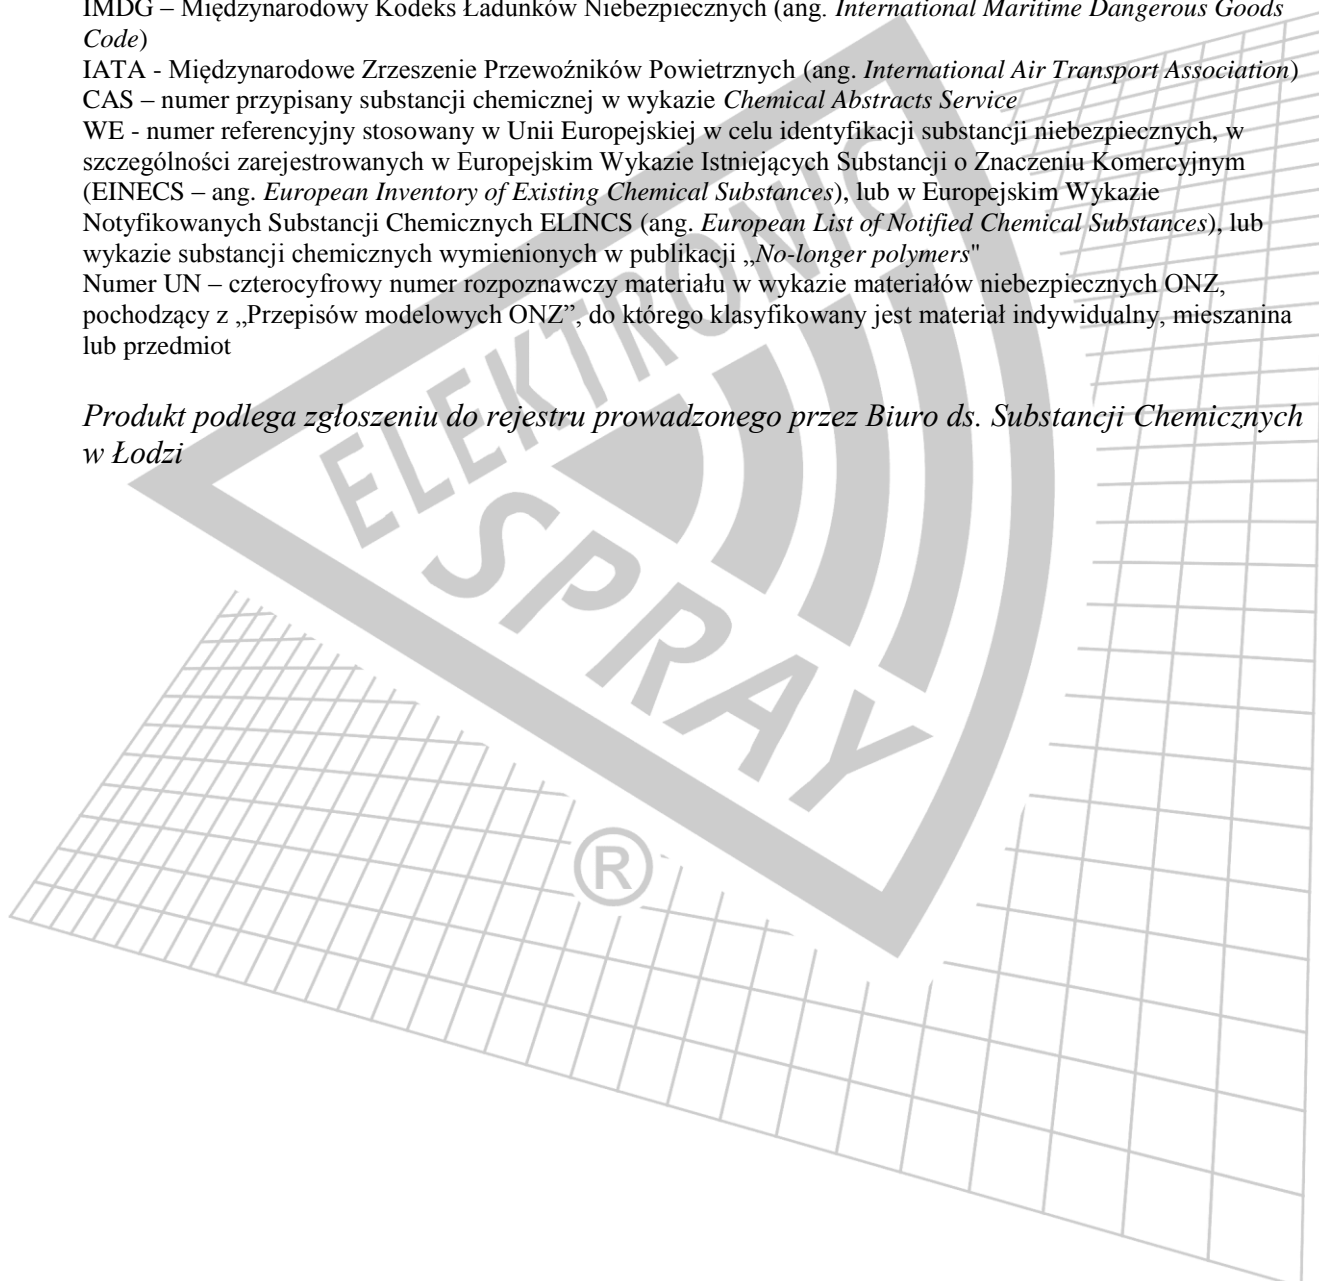 IMDG – Międzynarodowy Kodeks Ładunków Niebezpiecznych (ang. International Maritime Dangerous Goods
Code)
IATA - Międzynarodowe Zrzeszenie Przewoźników Powietrznych (ang. International Air Transport Association)
CAS – numer przypisany substancji chemicznej w wykazie Chemical Abstracts Service
WE - numer referencyjny stosowany w Unii Europejskiej w celu identyfikacji substancji niebezpiecznych, w
szczególności zarejestrowanych w Europejskim Wykazie Istniejących Substancji o Znaczeniu Komercyjnym
(EINECS – ang. European Inventory of Existing Chemical Substances), lub w Europejskim Wykazie
Notyfikowanych Substancji Chemicznych ELINCS (ang. European List of Notified Chemical Substances), lub
wykazie substancji chemicznych wymienionych w publikacji „No-longer polymers"
Numer UN – czterocyfrowy numer rozpoznawczy materiału w wykazie materiałów niebezpiecznych ONZ,
pochodzący z „Przepisów modelowych ONZ”, do którego klasyfikowany jest materiał indywidualny, mieszanina
lub przedmiot
Produkt podlega zgłoszeniu do rejestru prowadzonego przez Biuro ds. Substancji Chemicznych
w Łodzi
ELEKTRONIC
SPRAY
®